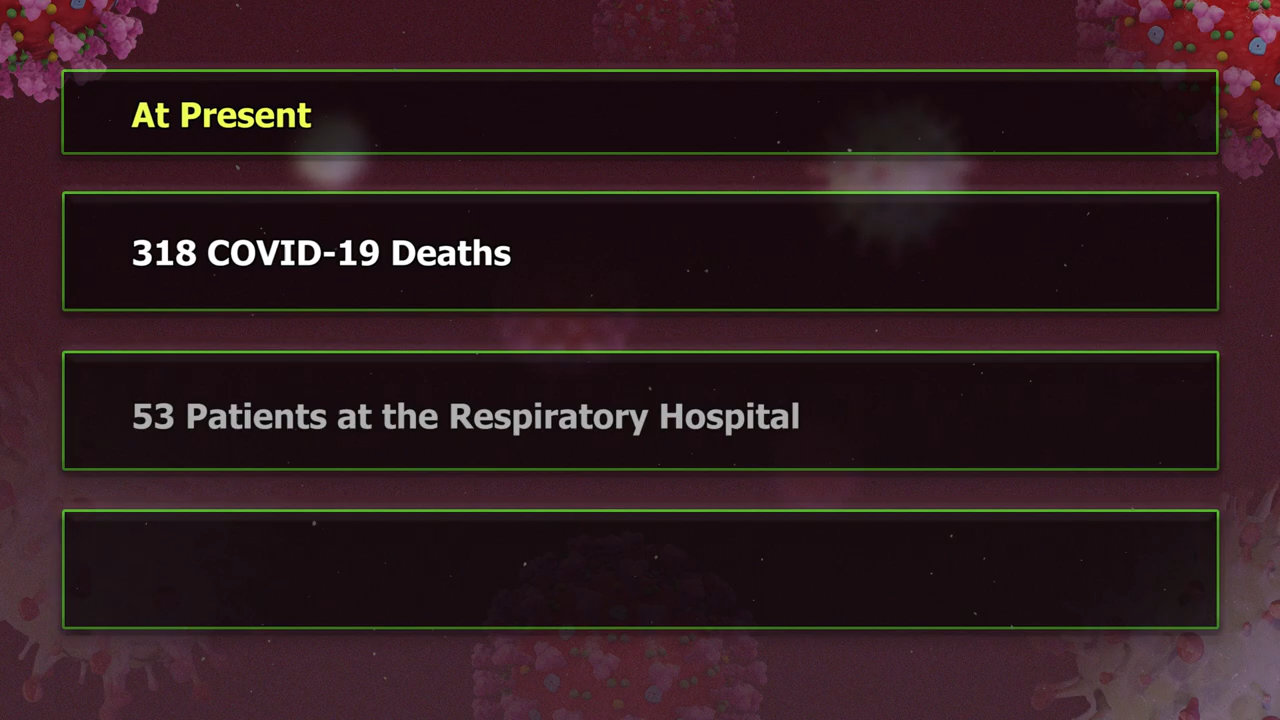 At Present
318 COVID-19 Deaths
53 Patients at the Respiratory Hospital